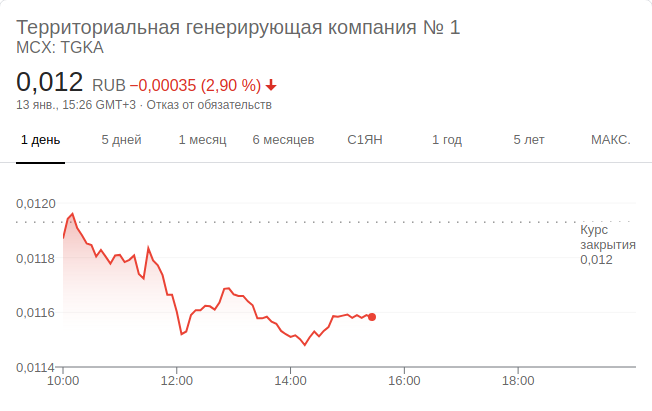 Территориальная генерирующая компания № 1
MCX: TGKA
0,012 RUB −0,00035 (2,90 %)
13 янв., 15:26 GMT+3 · Отказ от обязательств
1 день 5 дней 1 месяц 6 месяцев С1ЯН 1 год 5 лет МАКС.
0,0120
Курс
закрытия
0,012
0,0118
0,0116
0,0114
10:00 12:00 14:00 16:00 18:00